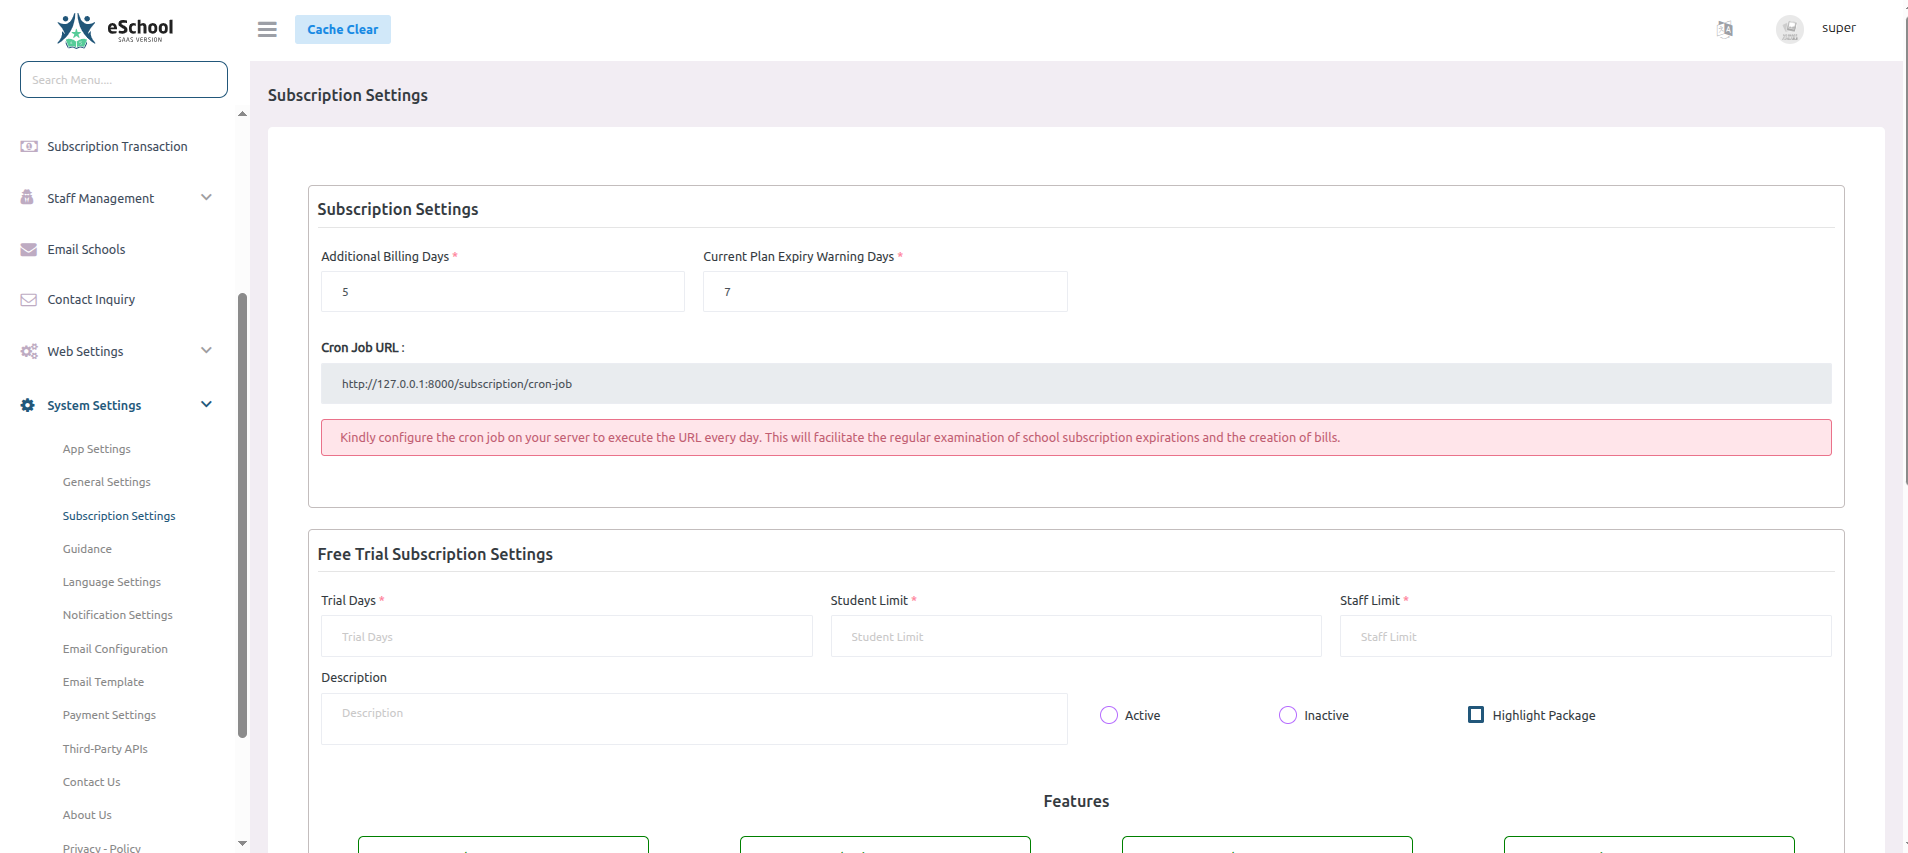 eSchool
SAAS VERSION
Cache Clear
super
Search Menu....
Subscription Transaction
Staff Management
Email Schools
Contact Inquiry
Web Settings
System Settings
App Settings
General Settings
Subscription Settings
Guidance
Language Settings
Notification Settings
Email Configuration
Email Template
Payment Settings
Third-Party APIs
Contact Us
About Us
Privacy - Policy
Subscription Settings
Subscription Settings
Additional Billing Days *
Current Plan Expiry Warning Days *
5
7
Cron Job URL :
http://127.0.0.1:8000/subscription/cron-job
Kindly configure the cron job on your server to execute the URL every day. This will facilitate the regular examination of school subscription expirations and the creation of bills.
Free Trial Subscription Settings
Trial Days *
Student Limit *
Staff Limit *
Trial Days
Student Limit
Staff Limit
Description
Description
Active
Inactive
Highlight Package
Features